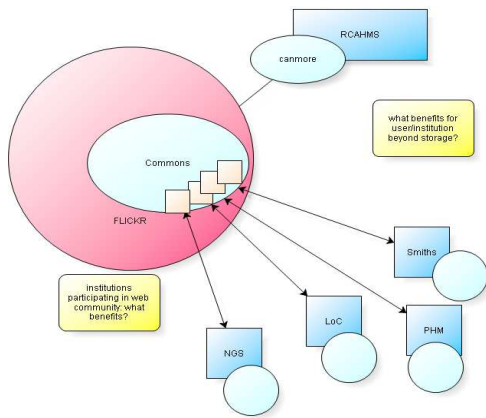 RCAHMS
canmore
what benefits for
user/institution
beyond storage?
Commons
FLICKR
Smiths
institutions
participating in web
community: what
benefits?
LoC
PHM
NGS